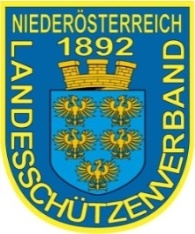 NIEDERÖSTERREICH
1892
LANDESSCHÜTZENVERBAND